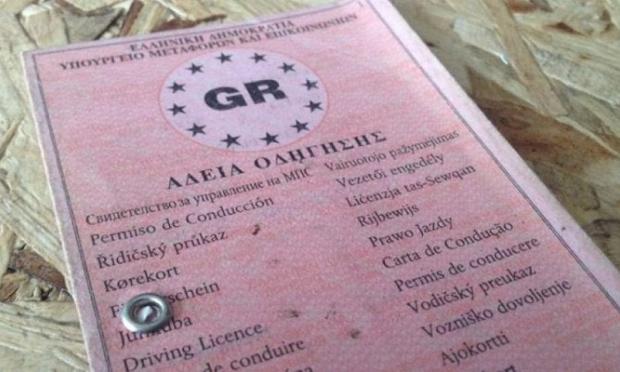 ΕΛΛΗΝΙΚΗ ΔΗΜΟΚΡΑΤΙΑ
ΥΠΟΥΡΓΕΙΟ ΜΕΤΑΦΟΡΩΝ ΚΑΙ ΕΠΙΚΟΙΝΩΝΙΩΝ
GR
ΑΔΕΙΑ ΟΔΗΓΗΣΗΣ
Свидетелство за управление на МПС
Permiso de Conducción
Řidičský průkaz
Kørekort
Driving Licence
de conduire
Vairuotojo pažymėjimas
Vezetői engedély
Liċenzja tas-Sewqan
Rijbewijs
Prawo Jazdy
Carta de Condução
Permis de conducere
Vodičský preukaz
Vozniško dovoljenje
Ajokortti